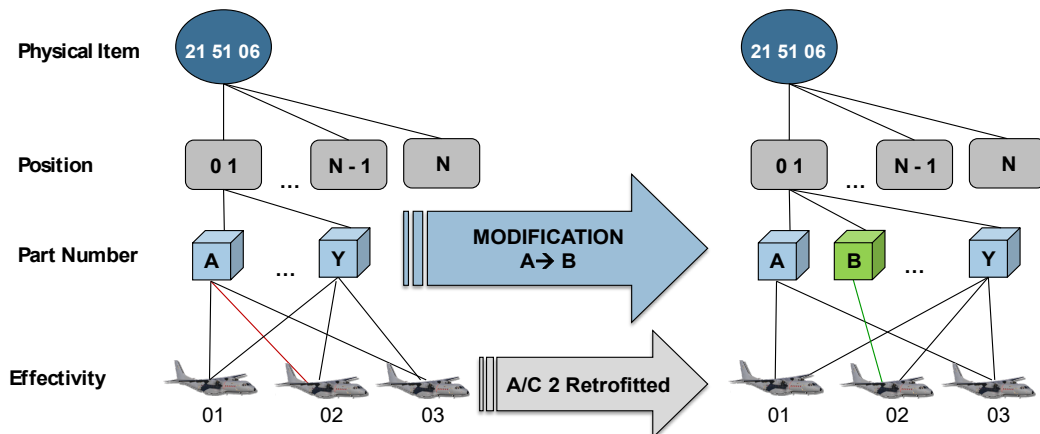 Physical Item
21 51 06
21 51 06
Position
0 1
...
N - 1
N
0 1
...
N - 1
N
Part Number
A
...
Y
MODIFICATION
A→ B
A
B
...
Y
Effectivity
A/C 2 Retrofitted
01
02
03
01
02
03